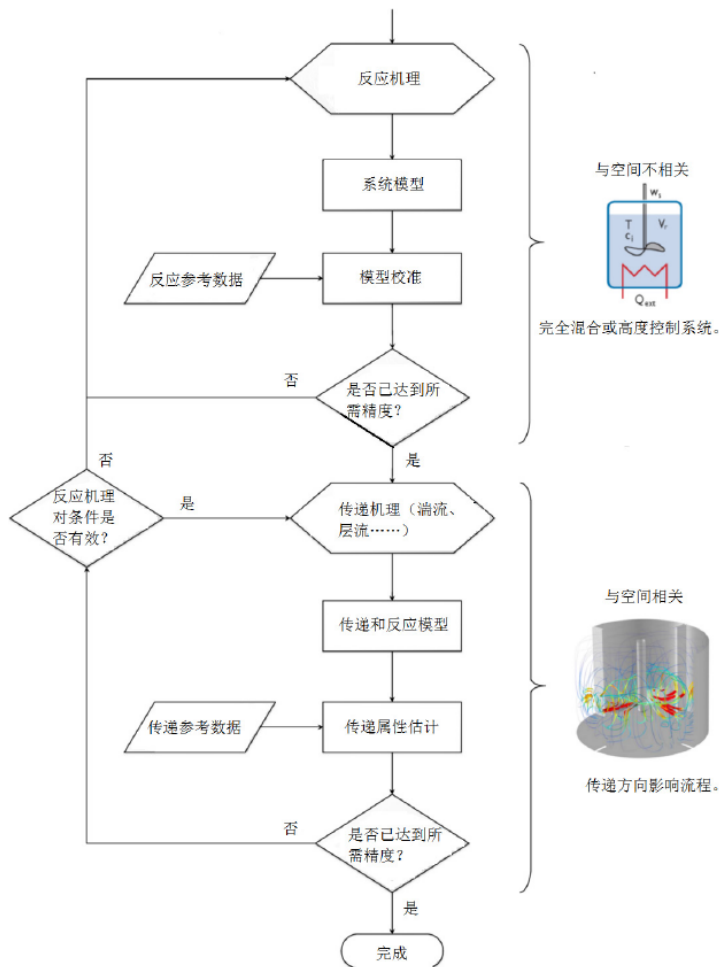 反应机理
系统模型
与空间不相关
w_s
T
V_r
c_i
Q_ext
完全混合或高度控制系统。
反应参考数据
模型校准
否
是否已达到所
需精度？
是
否
反应机理
对条件是
否有效？
是
传递机理（湍流、
层流……）
与空间相关
传递和反应模型
传递参考数据
传递属性估计
传递方向影响流程。
否
是否已达到所
需精度？
是
完成